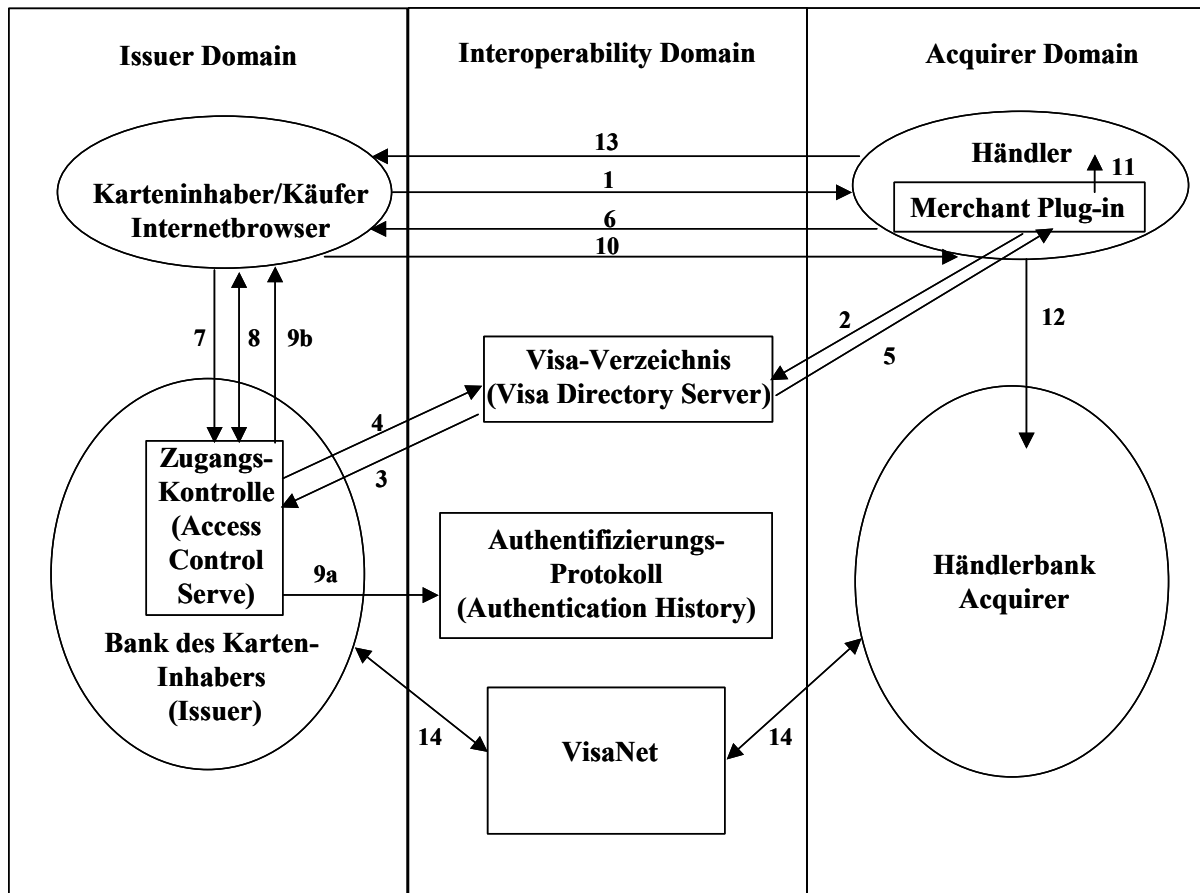 Issuer Domain
Interoperability Domain
Acquirer Domain
13
Händler
11
1
Karteninhaber/Käufer
Internetbrowser
Merchant Plug-in
6
10
7
8
9b
2
5
12
Visa-Verzeichnis
(Visa Directory Server)
4
3
Zugangs-
Kontrolle
(Access
Control
Serve)
9a
Authentifizierungs-
Protokoll
(Authentication History)
Händlerbank
Acquirer
Bank des Karten-
Inhabers
(Issuer)
14
VisaNet
14